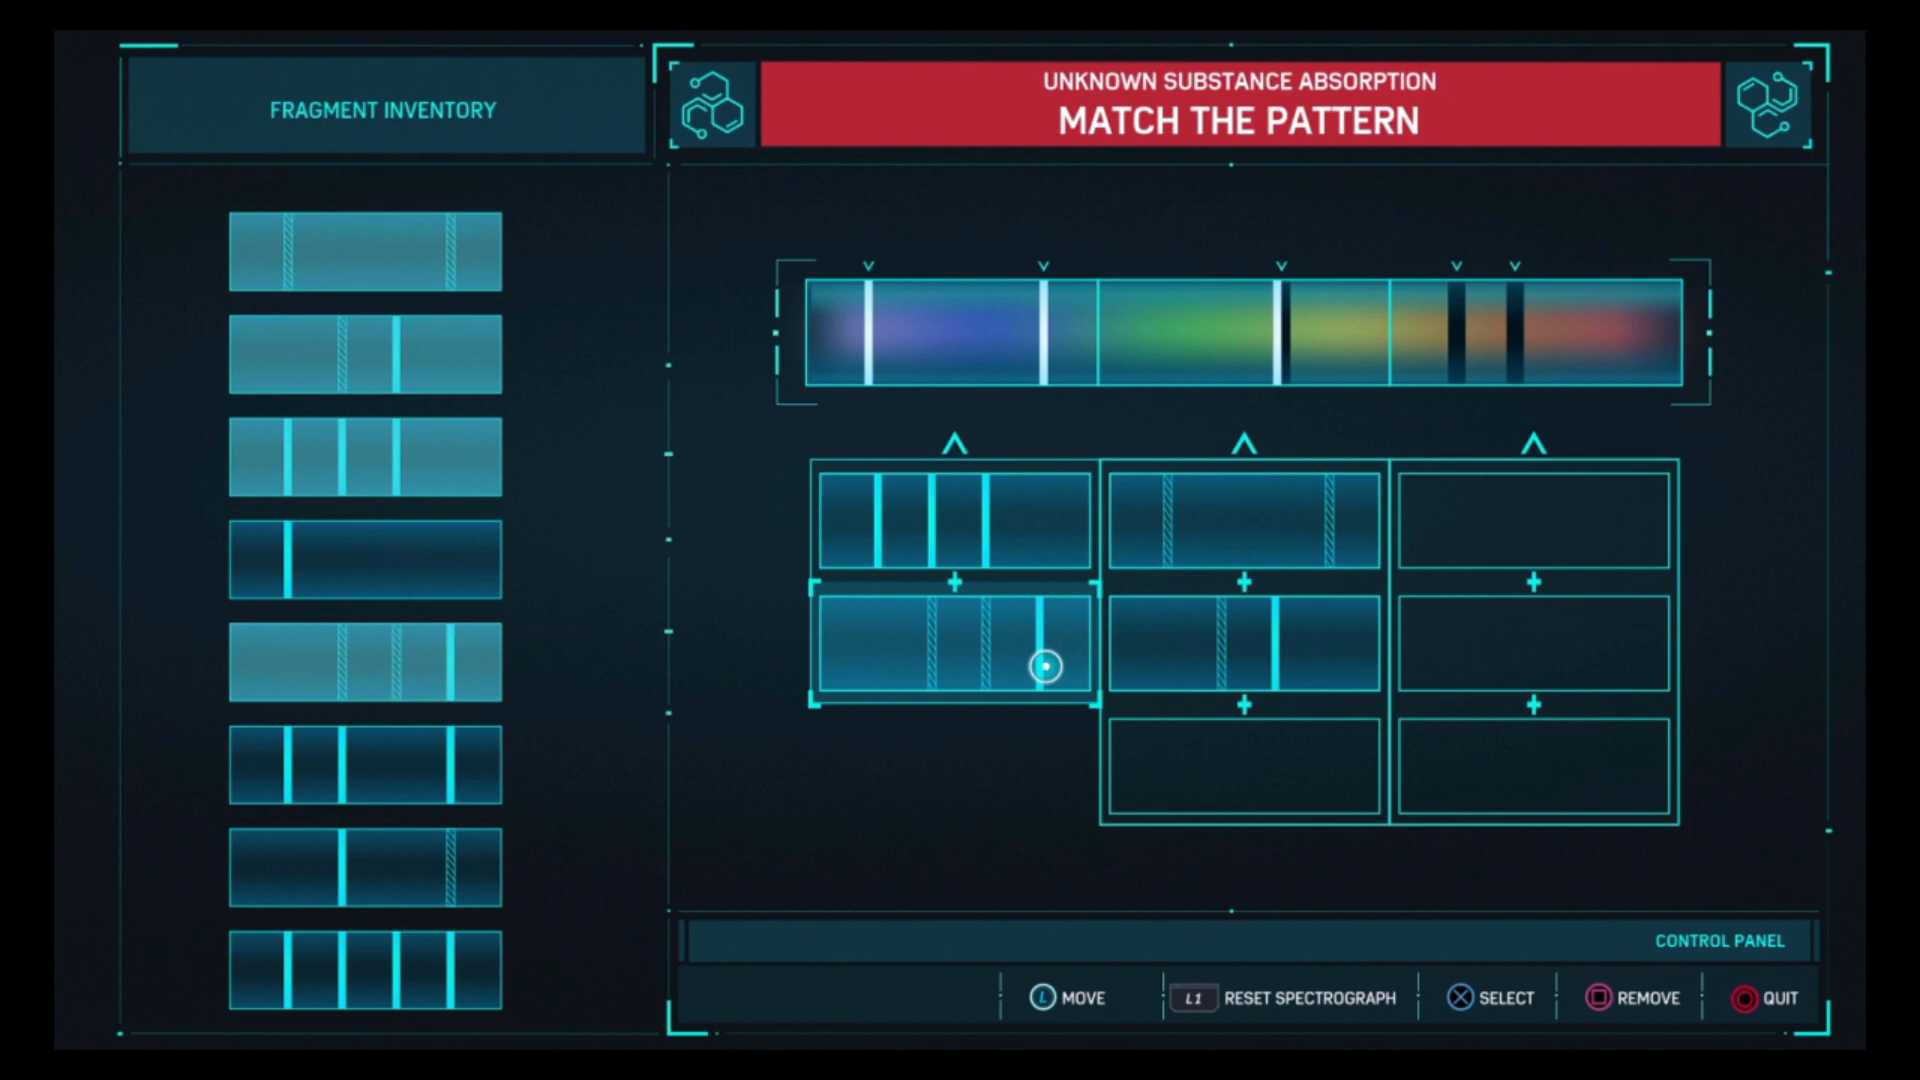 FRAGMENT INVENTORY
UNKNOWN SUBSTANCE ABSORPTION
MATCH THE PATTERN
CONTROL PANEL
L MOVE
L1 RESET SPECTROGRAPH
SELECT
REMOVE
QUIT